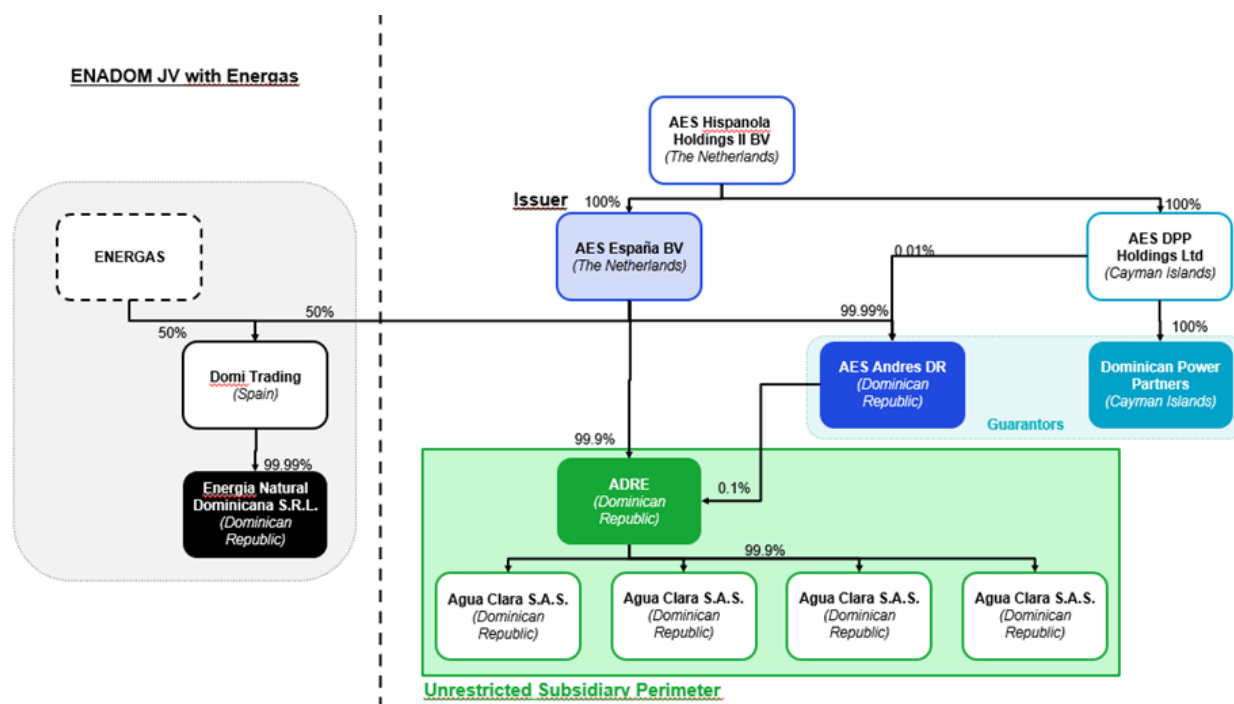 ENADOM JV with Energas
AES Hispanola
Holdings II BV
(The Netherlands)
Issuer
100%
100%
ENERGAS
AES España BV
(The Netherlands)
AES DPP
Holdings Ltd
(Cayman Islands)
0.01%
50%
50%
99.99%
100%
Domi Trading
(Spain)
AES Andres DR
(Dominican
Republic)
Dominican Power
Partners
(Cayman Islands)
Guarantors
99.9%
99.99%
Energia Natural
Dominicana S.R.L.
(Dominican
Republic)
ADRE
(Dominican
Republic)
0.1%
99.9%
Agua Clara S.A.S.
(Dominican
Republic)
Agua Clara S.A.S.
(Dominican
Republic)
Agua Clara S.A.S.
(Dominican
Republic)
Agua Clara S.A.S.
(Dominican
Republic)
Unrestricted Subsidiary Perimeter